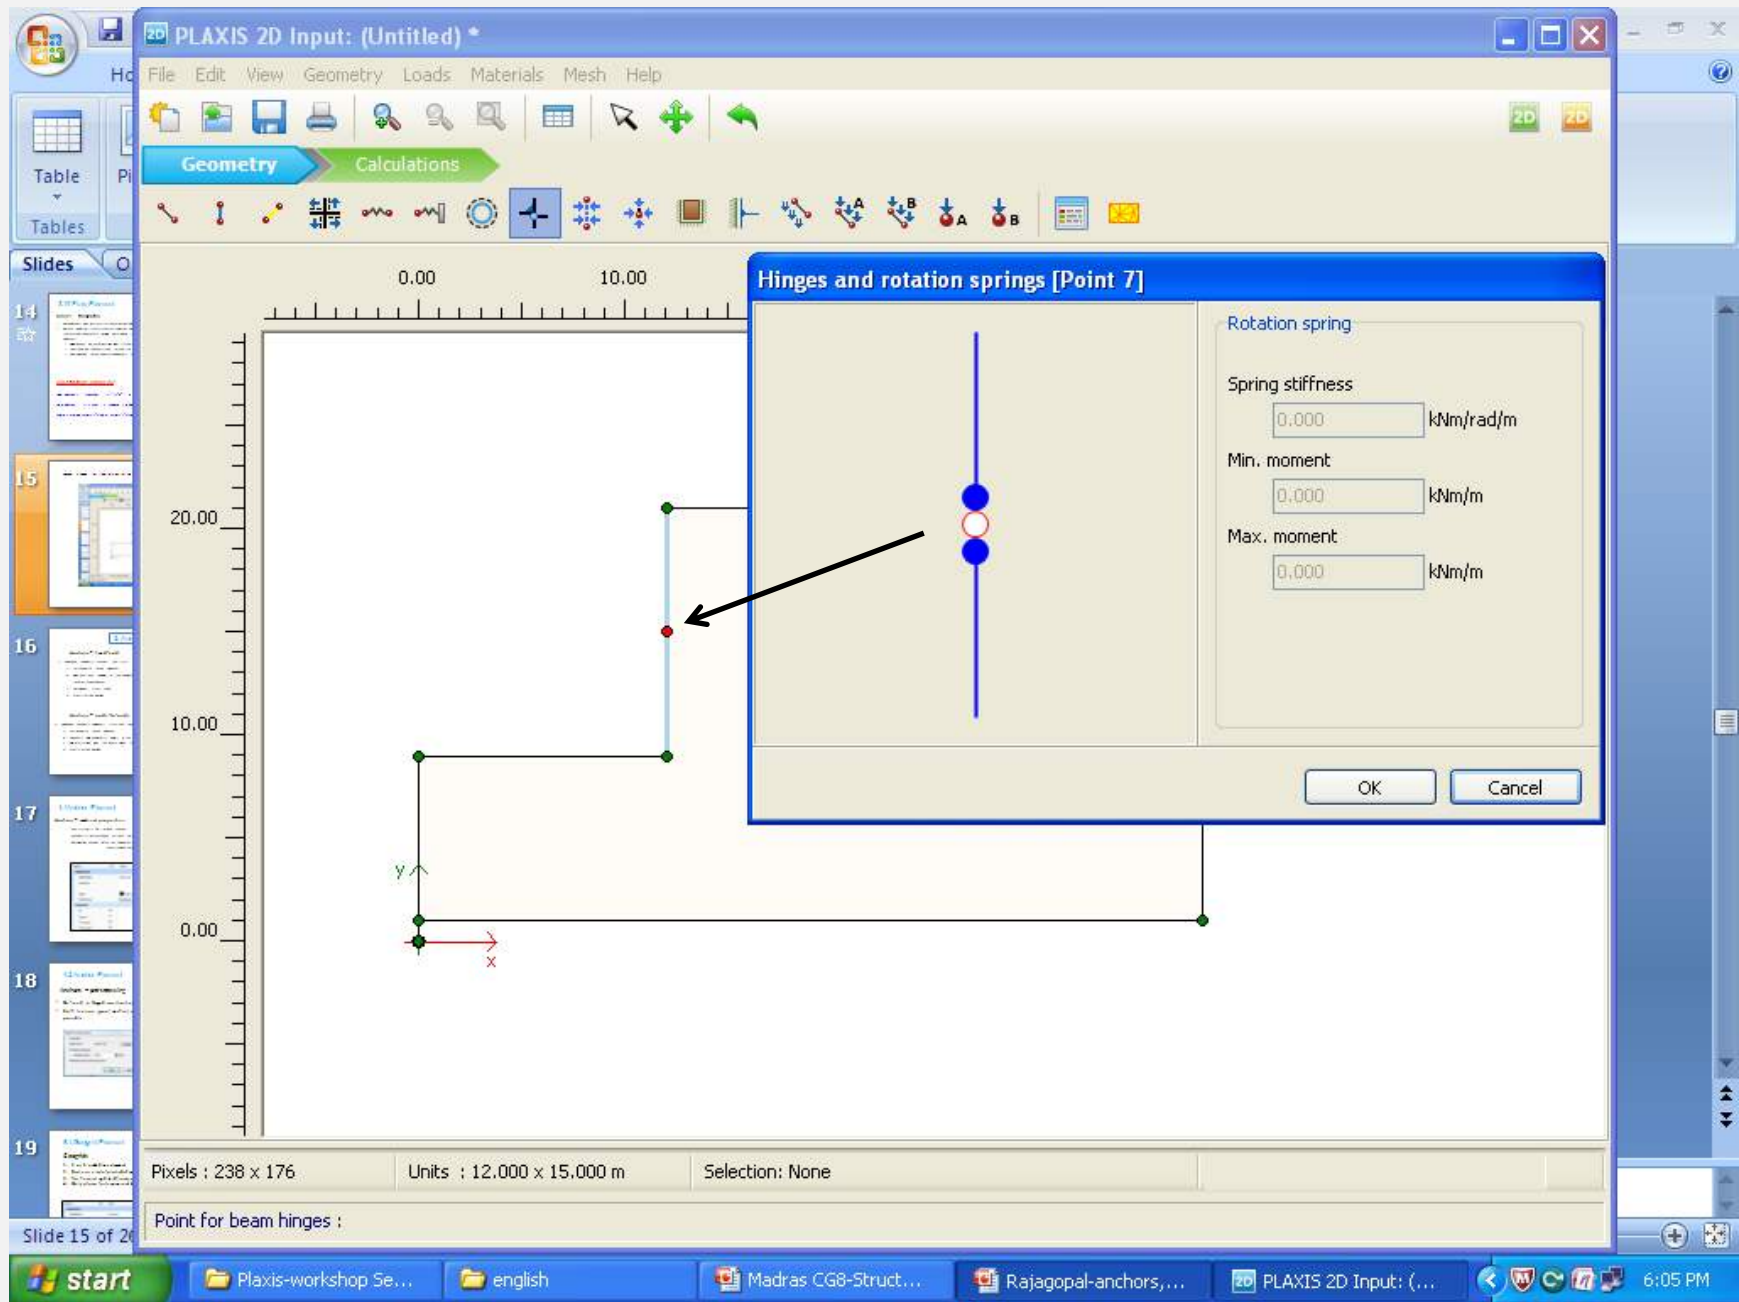 PLAXIS 2D Input: (Untitled) *
File Edit View Geometry Loads Materials Mesh Help
2D 2D
Geometry Calculations
Table
Tables
Slides
0.00 10.00
Hinges and rotation springs [Point 7]
Rotation spring
Spring stiffness
0.000 kNm/rad/m
Min. moment
0.000 kNm/m
Max. moment
0.000 kNm/m
OK Cancel
20.00
10.00
0.00
y
x
14
15
16
17
18
19
Pixels : 238 x 176 Units : 12.000 x 15.000 m Selection: None
Point for beam hinges :
Slide 15 of 2
start Plaxis-workshop Se... english Madras CG8-Struct... Rajagopal-anchors,... PLAXIS 2D Input: (... 6:05 PM